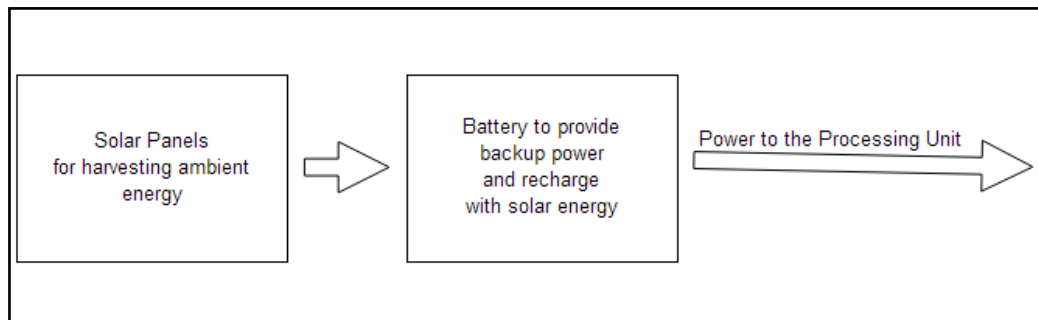 Solar Panels
for harvesting ambient
energy
Battery to provide
backup power
and recharge
with solar energy
Power to the Processing Unit